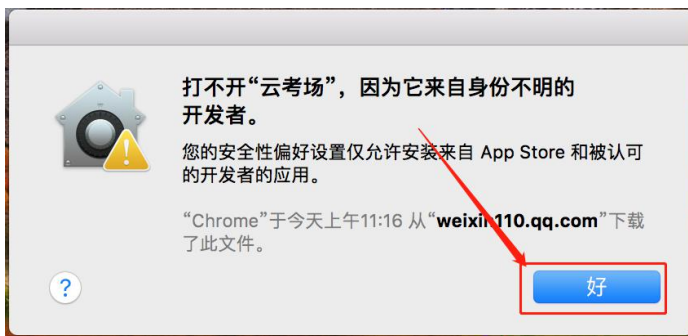 打不开“云考场”，因为它来自身份不明的
开发者。
您的安全性偏好设置仅允许安装来自 App Store 和被认可
的开发者的应用。
“Chrome”于今天上午11:16 从“weixin110.qq.com”下载
了此文件。
?
好